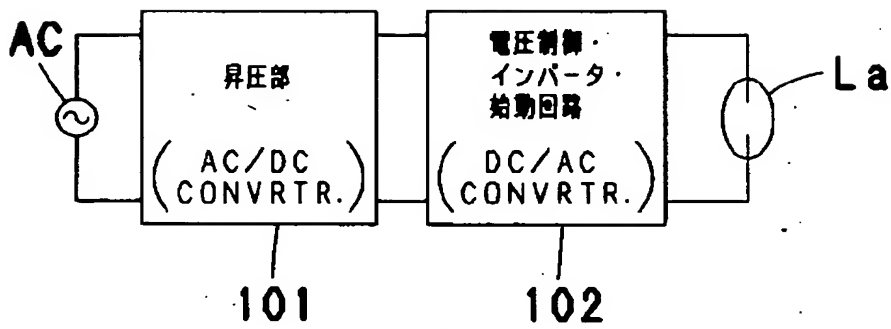 AC
昇圧部
(AC/DC
CONVRTR.)
101
電圧制御・
インバータ・
始動回路
(DC/AC
CONVRTR.)
102
La